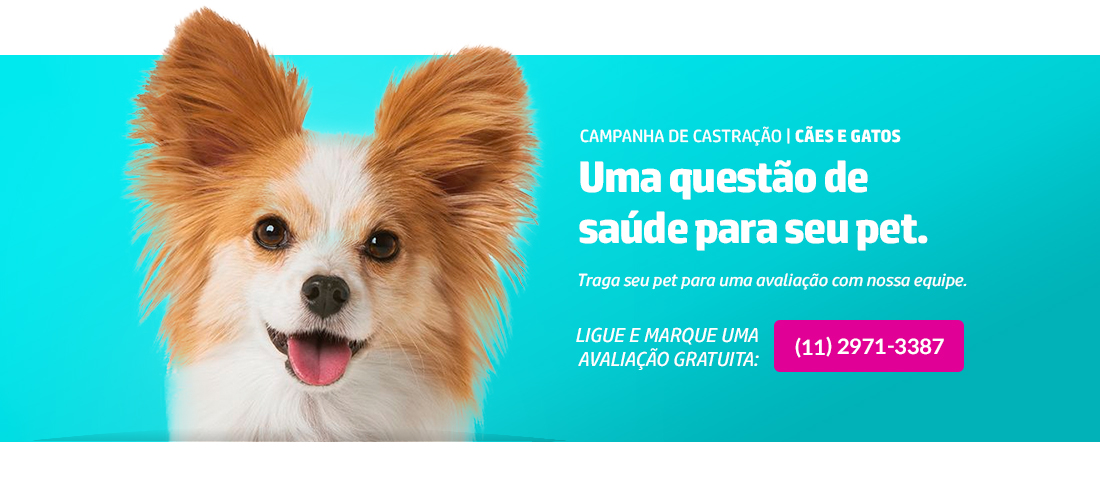 CAMPANHA DE CASTRAÇÃO | CÃES E GATOS
Uma questão de
saúde para seu pet.
Traga seu pet para uma avaliação com nossa equipe.
LIGUE E MARQUE UMA
AVALIAÇÃO GRATUITA:
(11) 2971-3387